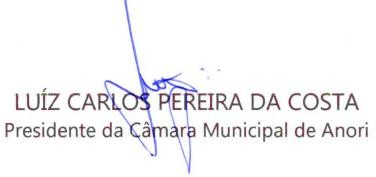 LUÍZ CARLOS PEREIRA DA COSTA
Presidente da Câmara Municipal de Anori